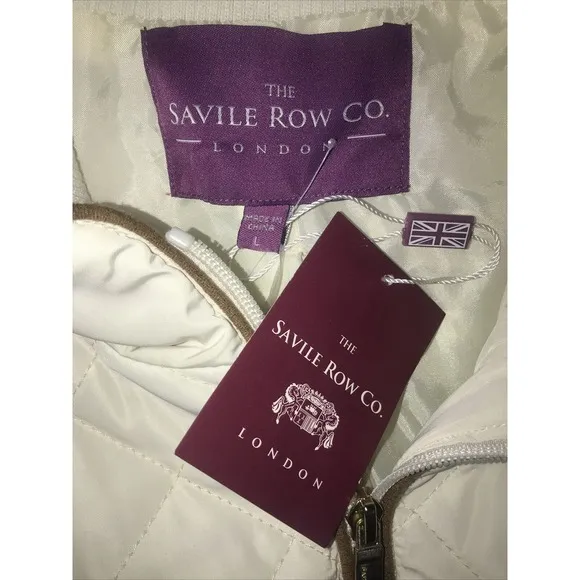 THE
SAVILE ROW CO.
LONDON
MADE IN
CHINA
L
THE
SAVILE ROW CO.
LONDON